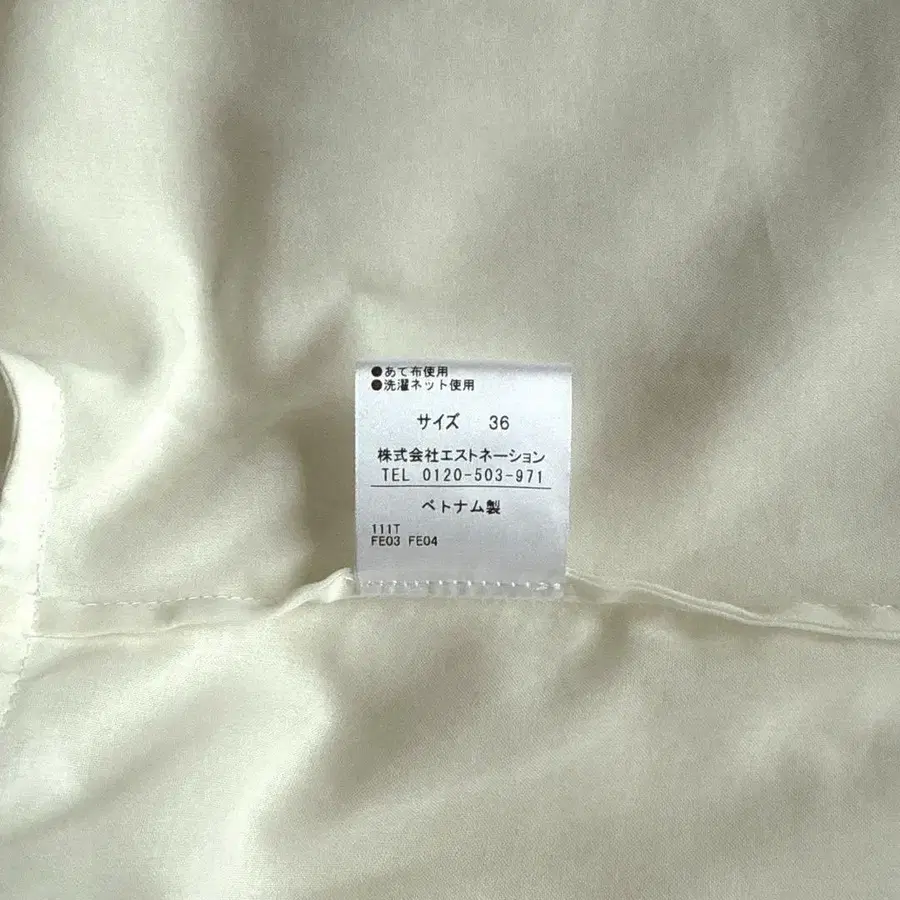 ●あて布使用
●洗濯ネット使用
サイズ 36
株式会社エストネーション
TEL 0120-503-971
ベトナム製
111T
FE03 FE04